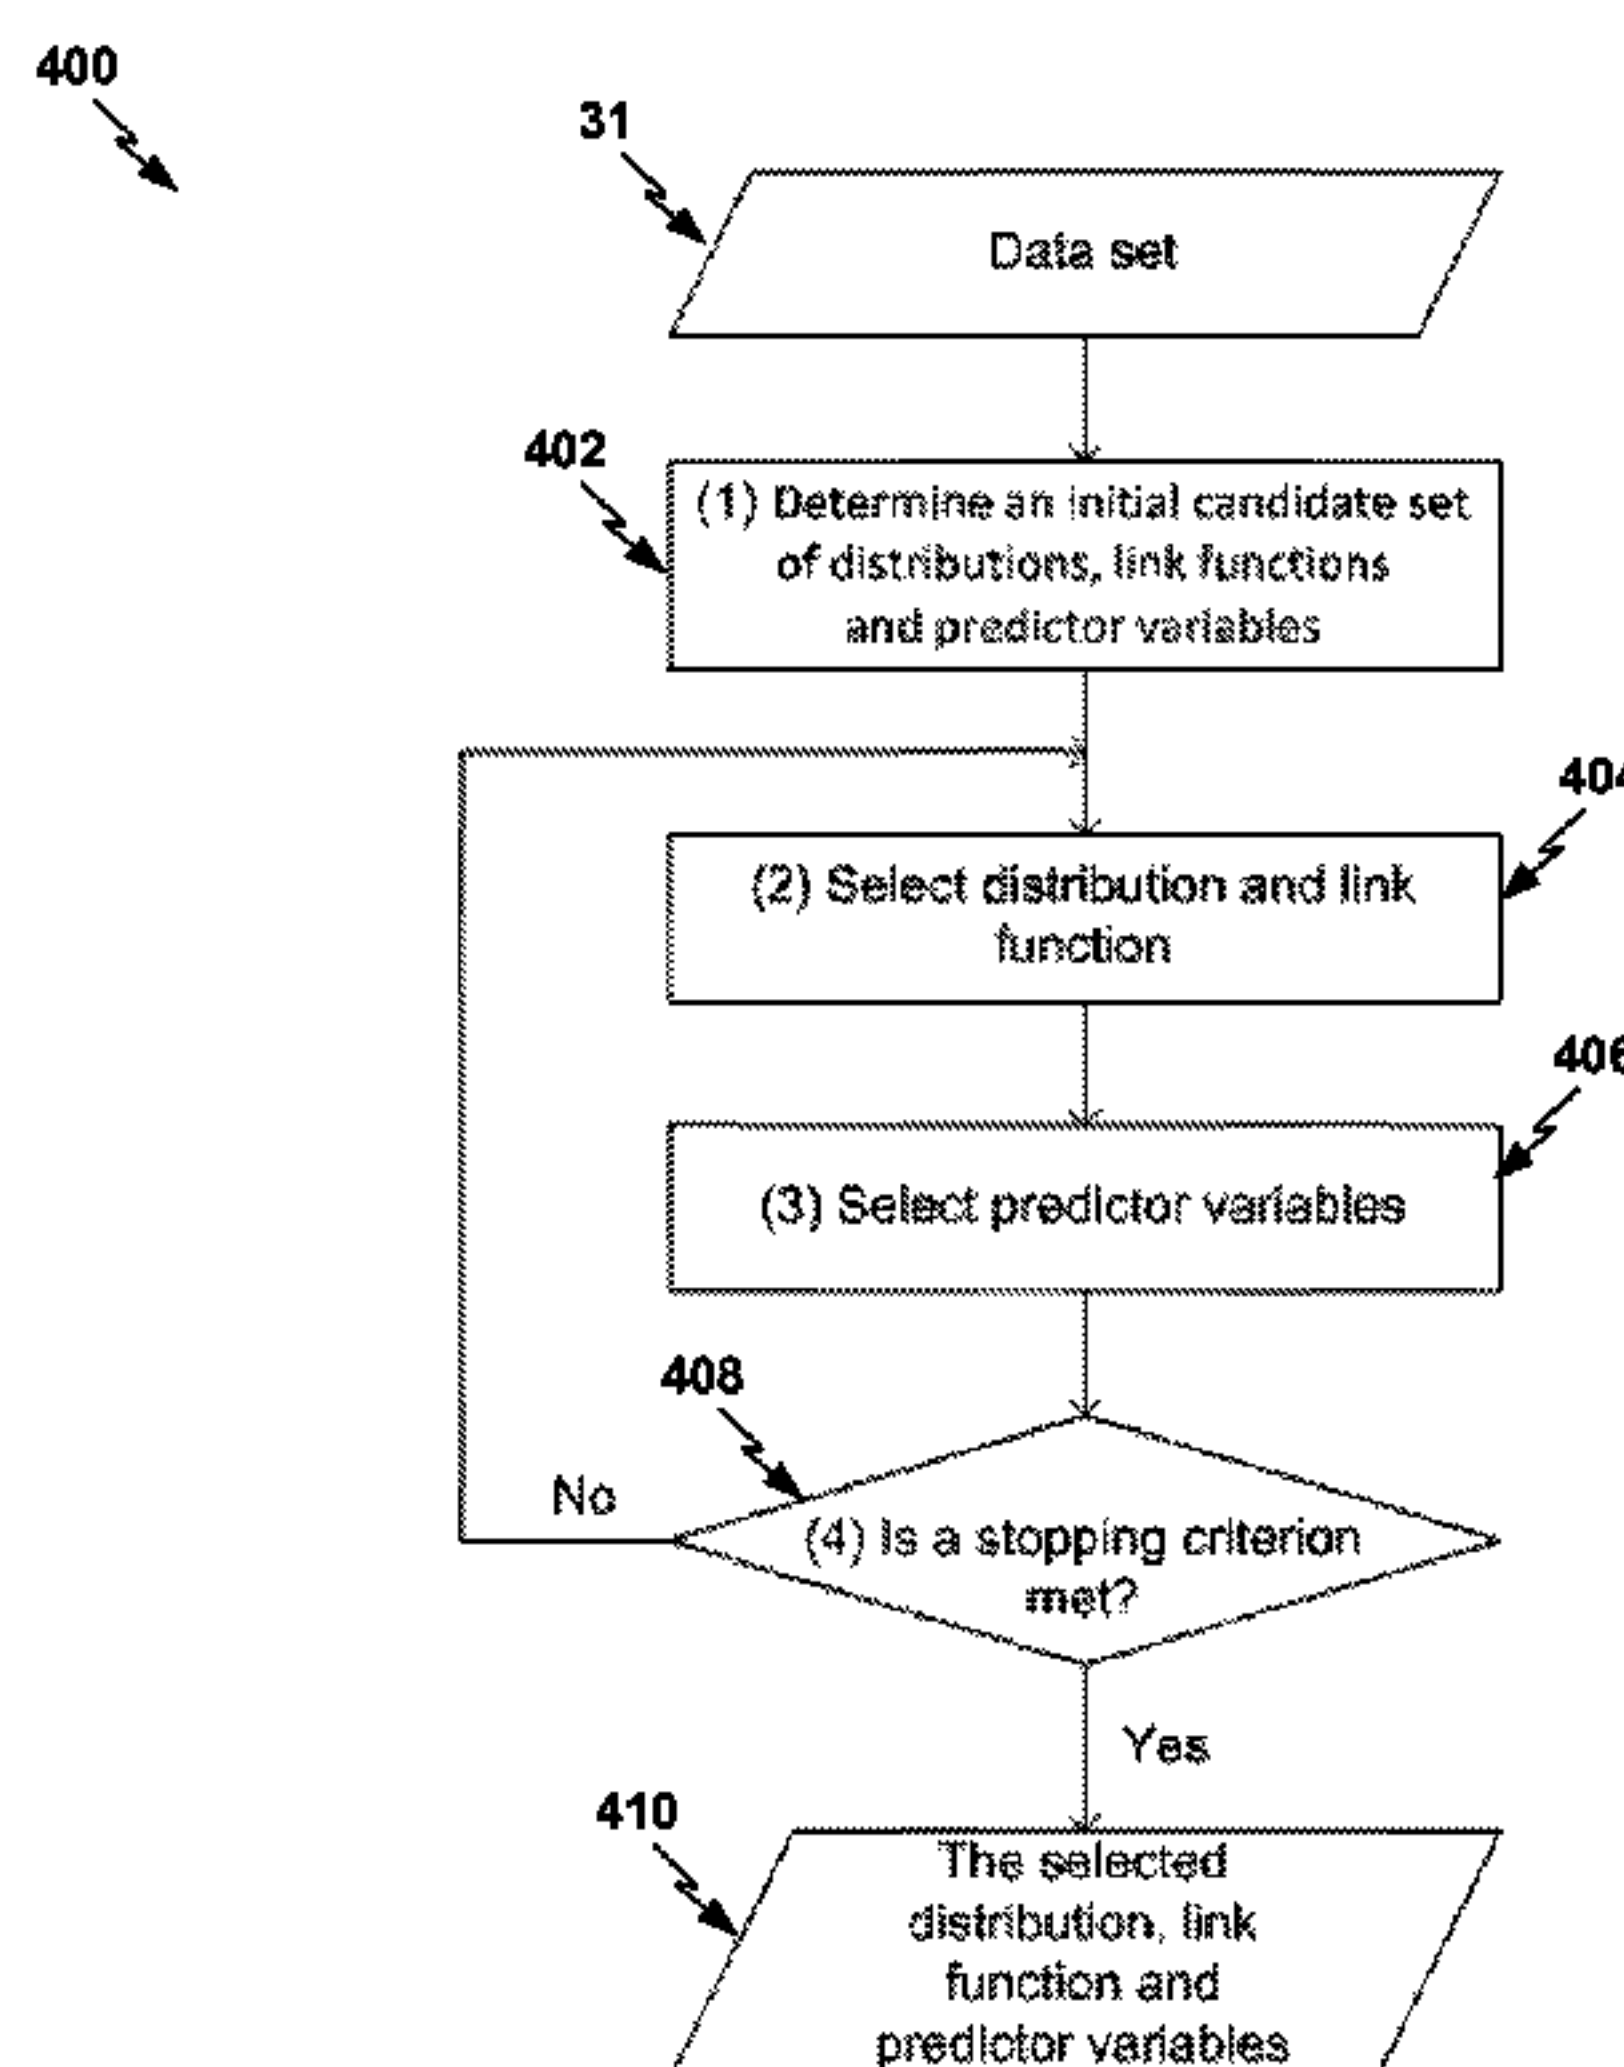 400
31
Data set
402
(1) Determine an initial candidate set
of distributions, link functions
and predictor variables
404
(2) Select distribution and link
function
406
(3) Select predictor variables
408
No
(4) Is a stopping criterion
met?
Yes
410
The selected
distribution, link
function and
predictor variables